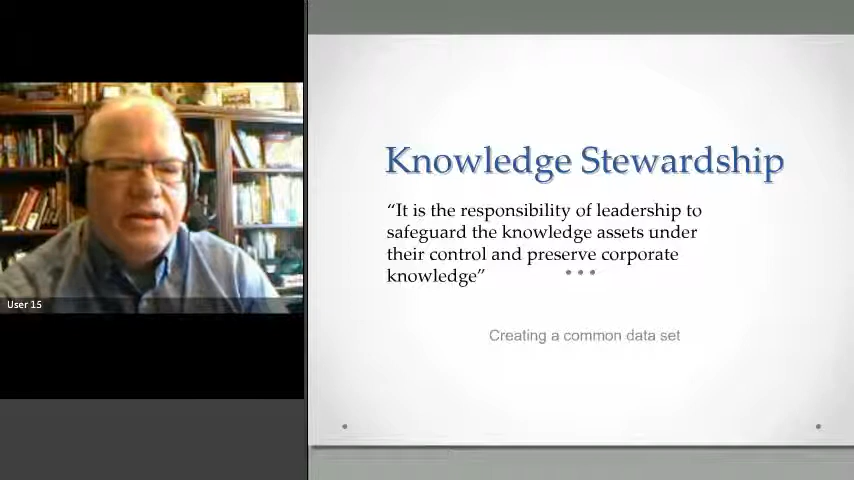 Knowledge Stewardship
“It is the responsibility of leadership to
safeguard the knowledge assets under
their control and preserve corporate
knowledge”
Creating a common data set
User 15